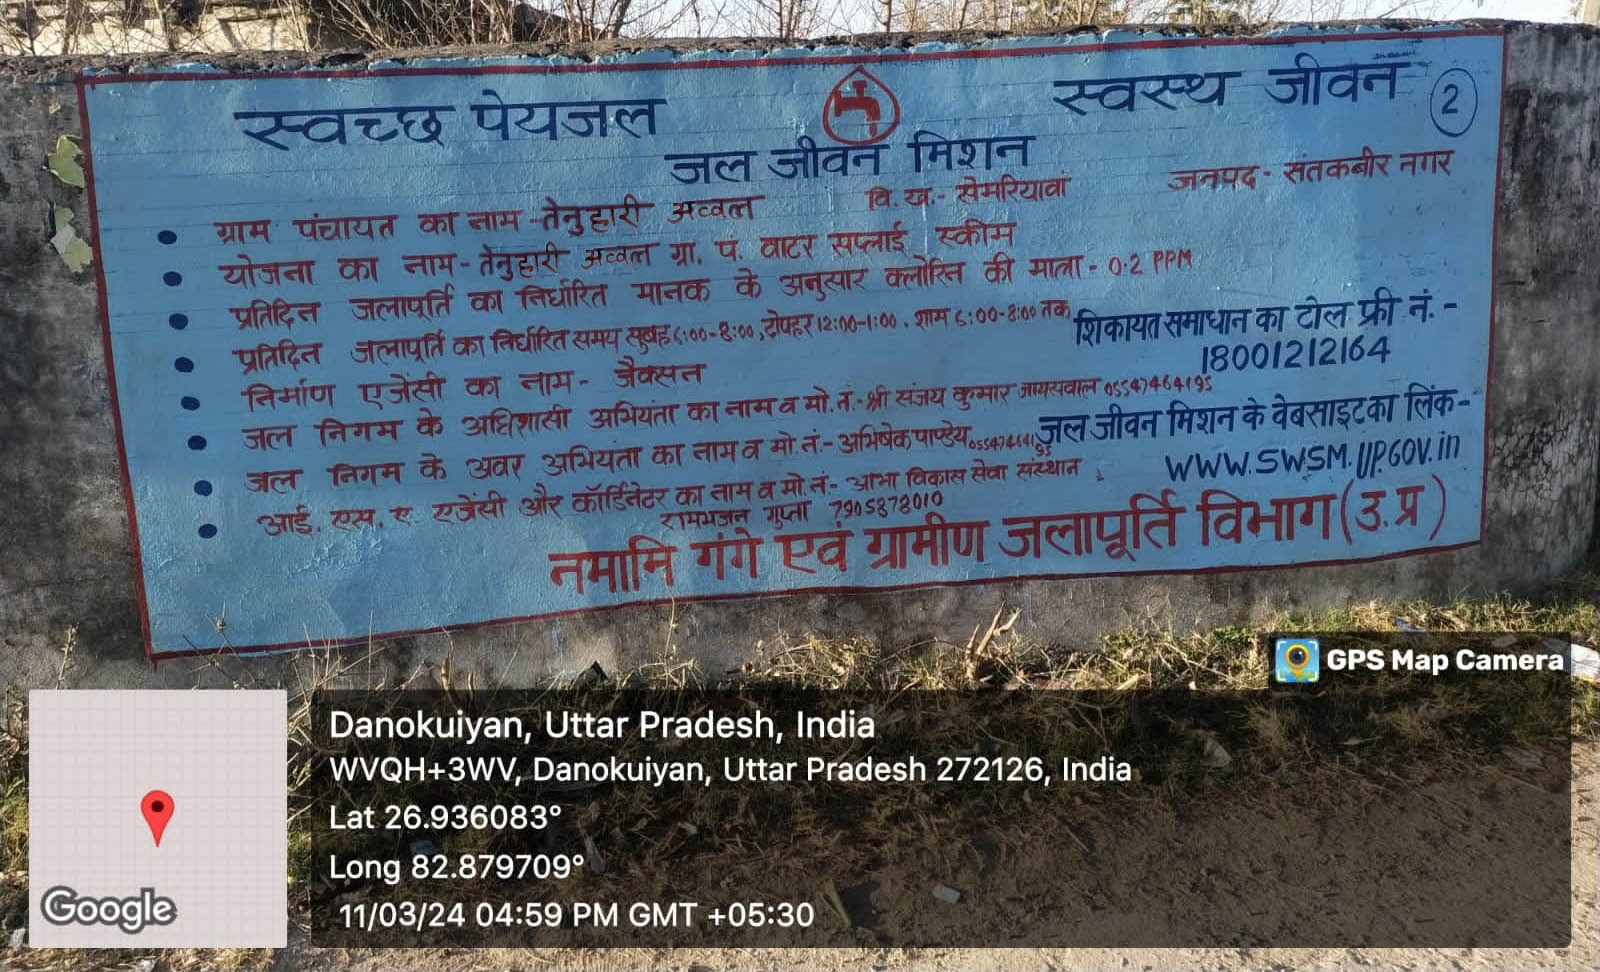 स्वच्छ पेयजल
स्वस्थ जीवन
2
जल जीवन मिशन
ग्राम पंचायत का नाम - तेनुहारी अव्वल
वि.ख.- सेमरियावां
जनपद - संतकबीर नगर
योजना का नाम - तेनुहारी अव्वल ग्रा. पं. वाटर सप्लाई स्कीम
प्रतिदिन जलापूर्ति का निर्धारित मानक के अनुसार क्लोरिन की मात्रा - 0.2 PPM
प्रतिदिन जलापूर्ति का निर्धारित समय सुबह 6:00-8:00, दोपहर 12:00-1:00, शाम 6:00-8:00 तक
निर्माण एजेंसी का नाम - जैक्सन
जल निगम के अधिशासी अभियंता का नाम व मो.नं.- श्री संजय कुमार जायसवाल 05547464195
जल निगम के अवर अभियंता का नाम व मो.नं.- अभिषेक पाण्डेय 05547464195
आई. एस. ए. एजेंसी और कॉर्डिनेटर का नाम व मो.नं.- आभा विकास सेवा संस्थान
रामभजन गुप्ता 7905878010
शिकायत समाधान का टोल फ्री नं.-
18001212164
जल जीवन मिशन के वेबसाइट का लिंक-
WWW.SWSM.UP.GOV.in
नमामि गंगे एवं ग्रामीण जलापूर्ति विभाग (उ.प्र)
GPS Map Camera
Danokuiyan, Uttar Pradesh, India
WVQH+3WV, Danokuiyan, Uttar Pradesh 272126, India
Lat 26.936083°
Long 82.879709°
11/03/24 04:59 PM GMT +05:30
Google